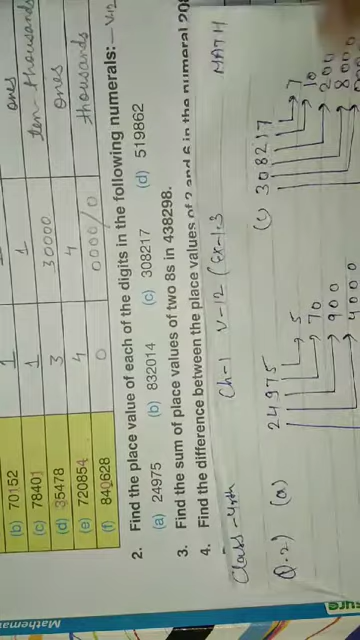 ones
(b) 70152 1 1 ten-thousands
(c) 78401 1 30000 ones
(d) 35478 3 4 thousands
(e) 720854 4 0000/0
(f) 840628 0
2. Find the place value of each of the digits in the following numerals:
(a) 24975 (b) 832014 (c) 308217 (d) 519862
3. Find the sum of place values of two 8s in 438298.
4. Find the difference between the place values of 2 and 6 in the numeral
Class-4th Ch-1 V-12 (Ex-1.3 MATH
Q.2) (a) 24975 (c) 308217
5 7
70 10
900 200
4000 8000
Mathema